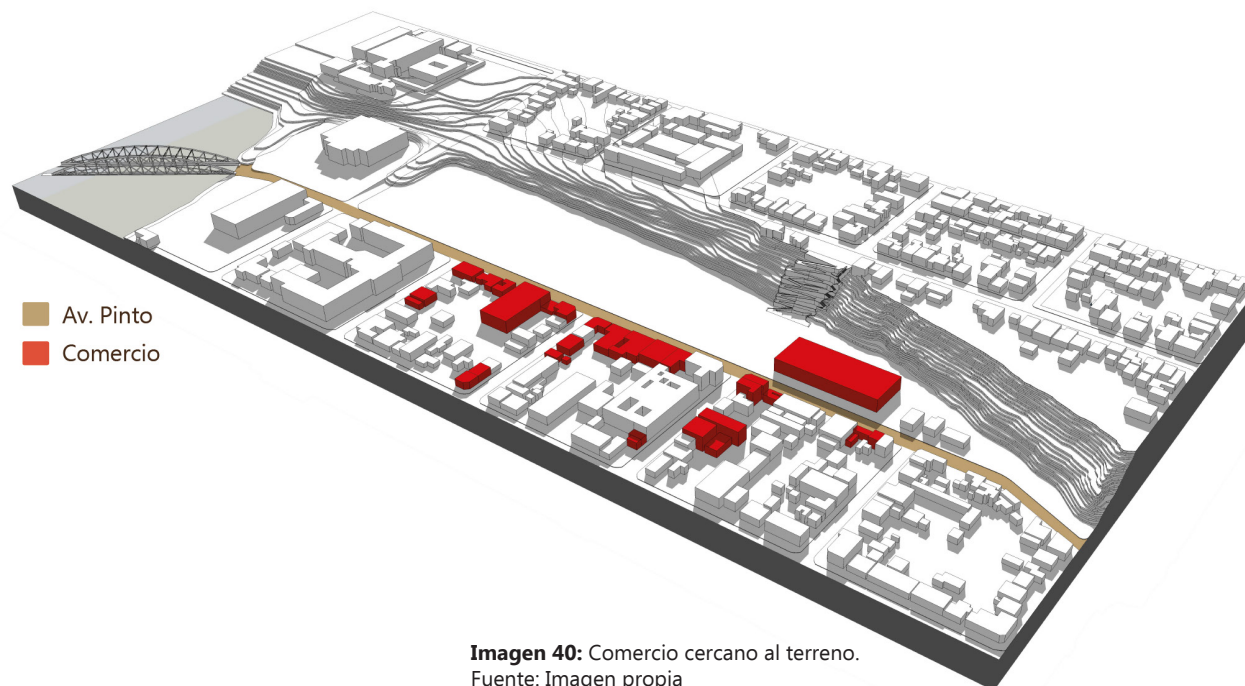 Av. Pinto
Comercio
Imagen 40: Comercio cercano al terreno.
Fuente: Imagen propia